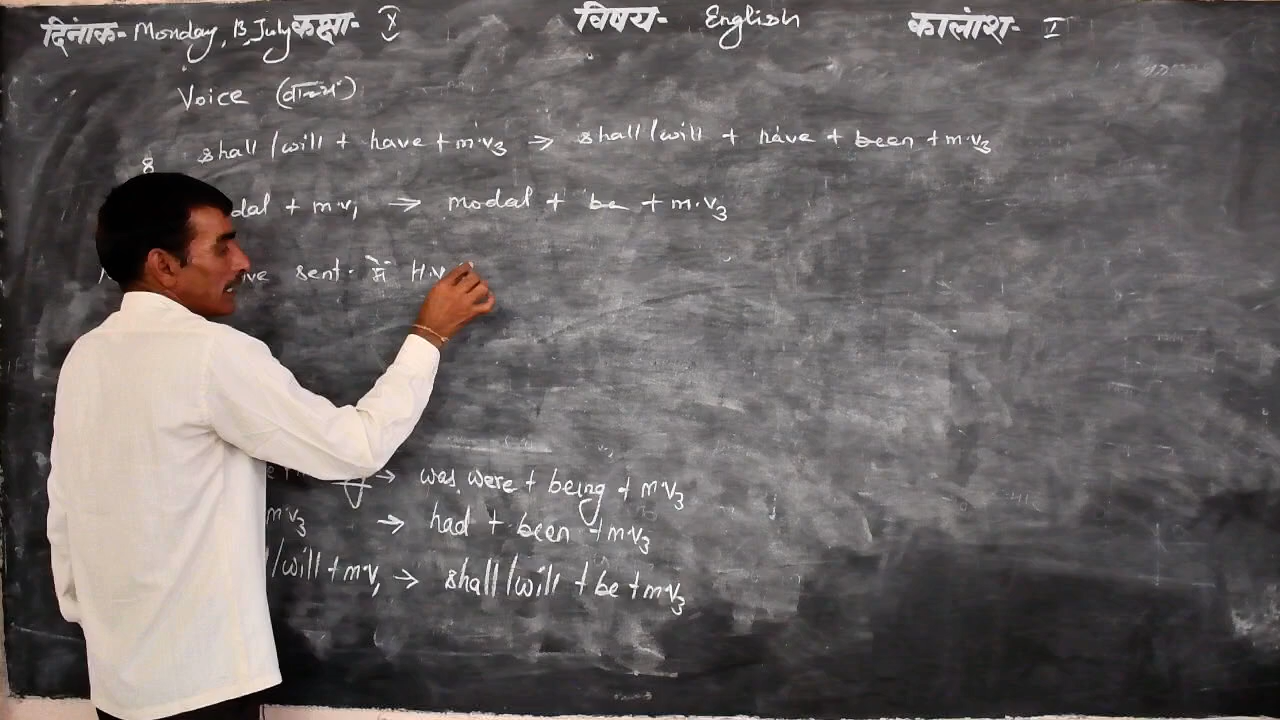 दिनांक- Monday, 13, July कक्षा- X विषय- English कालांश- I
Voice (वाच्य)
8 shall/will + have + m.v3 → shall/will + have + been + m.v3
dal + m.v1 → modal + be + m.v3
ve sent. में H.v
→ was, were + being + m.v3
m.v3 → had + been + m.v3
/will + m.v1 → shall/will + be + m.v3